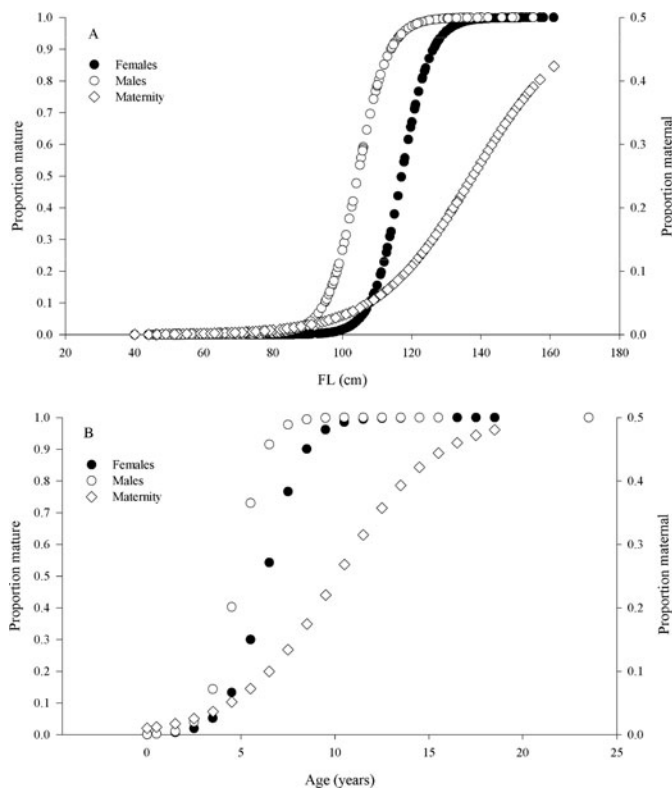 A
Females
Males
Maternity
Proportion mature
1.0
0.9
0.8
0.7
0.6
0.5
0.4
0.3
0.2
0.1
0.0
0.5
0.4
0.3
0.2
0.1
0.0
Proportion maternal
20 40 60 80 100 120 140 160 180
FL (cm)
B
Females
Males
Maternity
Proportion mature
1.0
0.9
0.8
0.7
0.6
0.5
0.4
0.3
0.2
0.1
0.0
0.5
0.4
0.3
0.2
0.1
0.0
Proportion maternal
0 5 10 15 20 25
Age (years)